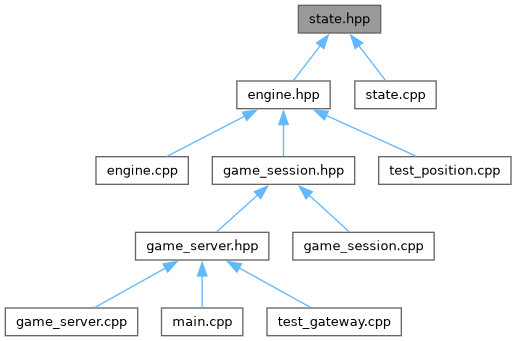 state.hpp
engine.hpp
state.cpp
engine.cpp
game_session.hpp
test_position.cpp
game_server.hpp
game_session.cpp
game_server.cpp
main.cpp
test_gateway.cpp